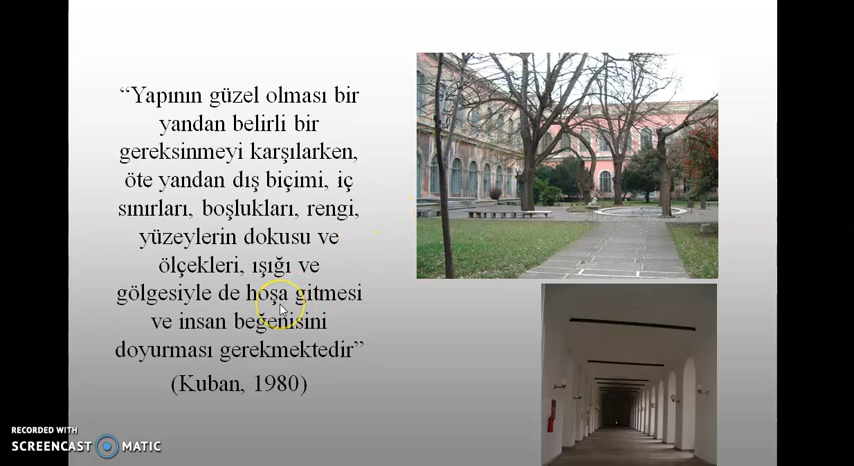 “Yapının güzel olması bir
yandan belirli bir
gereksinmeyi karşılarken,
öte yandan dış biçimi, iç
sınırları, boşlukları, rengi,
yüzeylerin dokusu ve
ölçekleri, ışığı ve
gölgesiyle de hoşa gitmesi
ve insan beğenisini
doyurması gerekmektedir”
(Kuban, 1980)
RECORDED WITH
SCREENCAST MATIC